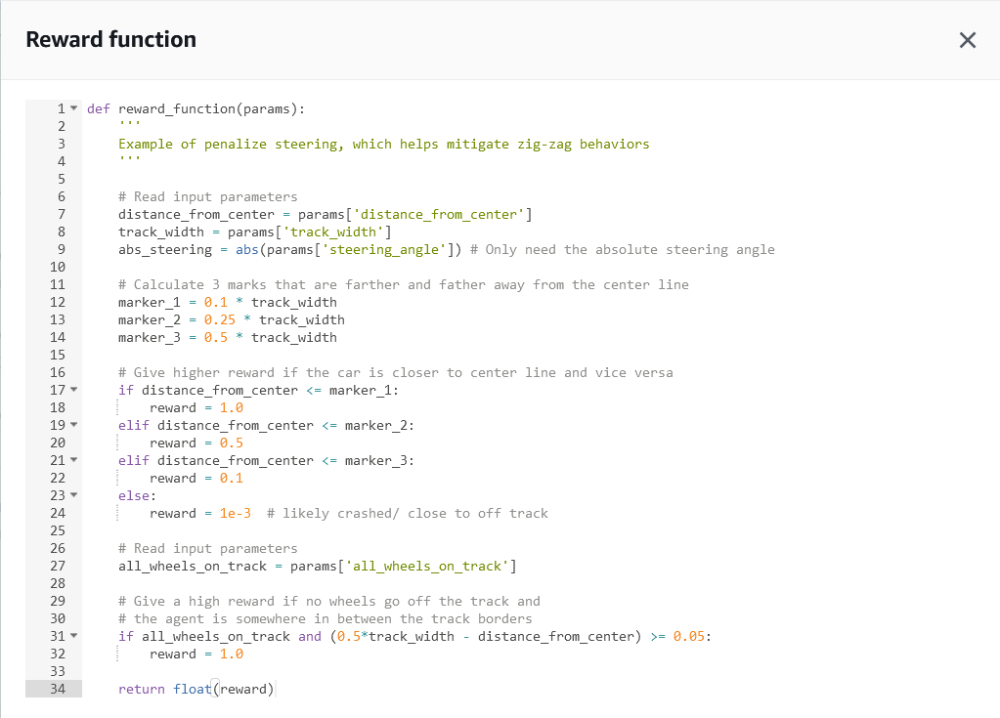 Reward function
1 def reward_function(params):
2     '''
3     Example of penalize steering, which helps mitigate zig-zag behaviors
4     '''
5
6     # Read input parameters
7     distance_from_center = params['distance_from_center']
8     track_width = params['track_width']
9     abs_steering = abs(params['steering_angle']) # Only need the absolute steering angle
10
11     # Calculate 3 marks that are farther and father away from the center line
12     marker_1 = 0.1 * track_width
13     marker_2 = 0.25 * track_width
14     marker_3 = 0.5 * track_width
15
16     # Give higher reward if the car is closer to center line and vice versa
17     if distance_from_center <= marker_1:
18         reward = 1.0
19     elif distance_from_center <= marker_2:
20         reward = 0.5
21     elif distance_from_center <= marker_3:
22         reward = 0.1
23     else:
24         reward = 1e-3  # likely crashed/ close to off track
25
26     # Read input parameters
27     all_wheels_on_track = params['all_wheels_on_track']
28
29     # Give a high reward if no wheels go off the track and
30     # the agent is somewhere in between the track borders
31     if all_wheels_on_track and (0.5*track_width - distance_from_center) >= 0.05:
32         reward = 1.0
33
34     return float(reward)